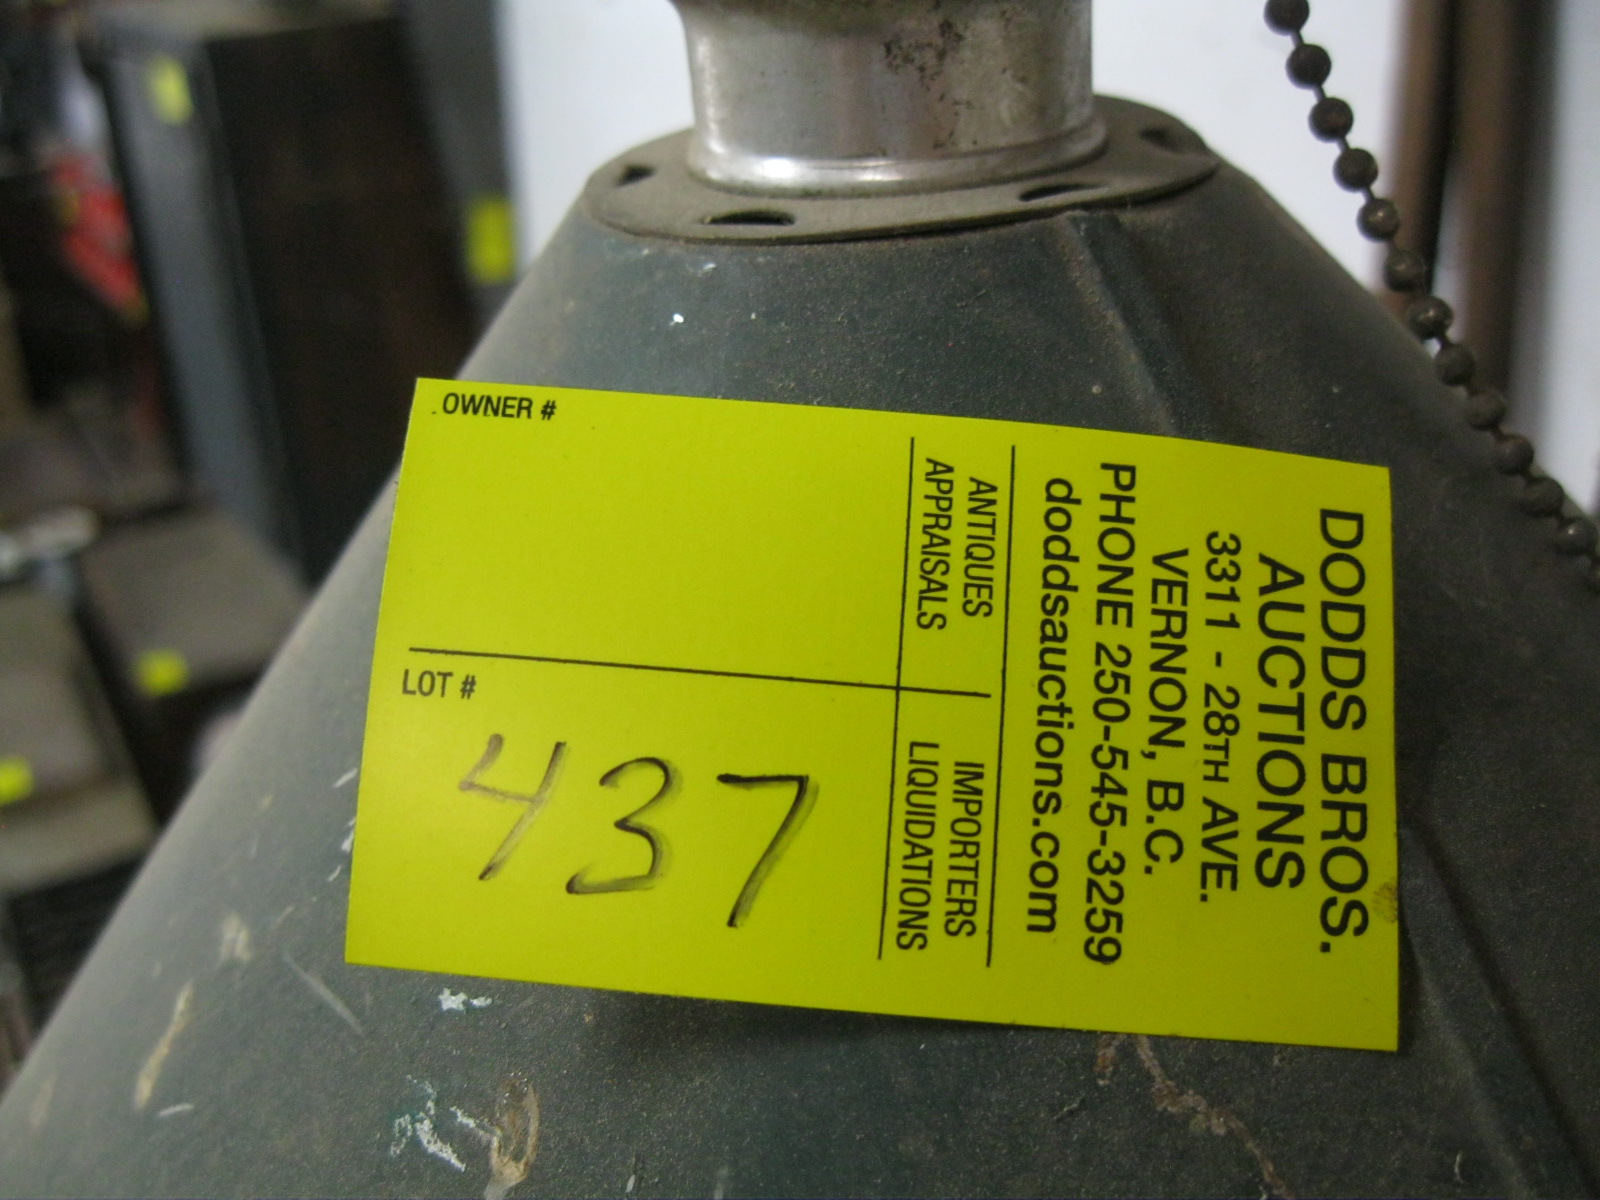 DODDS BROS.
AUCTIONS
3311 - 28TH AVE.
VERNON, B.C.
PHONE 250-545-3259
doddsauctions.com
ANTIQUES
APPRAISALS
IMPORTERS
LIQUIDATIONS
OWNER #
LOT #
437